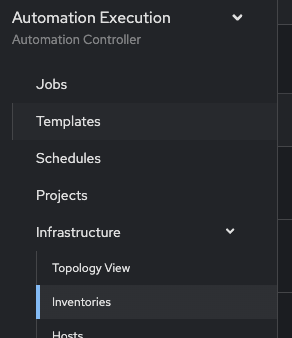 Automation Execution
Automation Controller
Jobs
Templates
Schedules
Projects
Infrastructure
Topology View
Inventories
Hosts